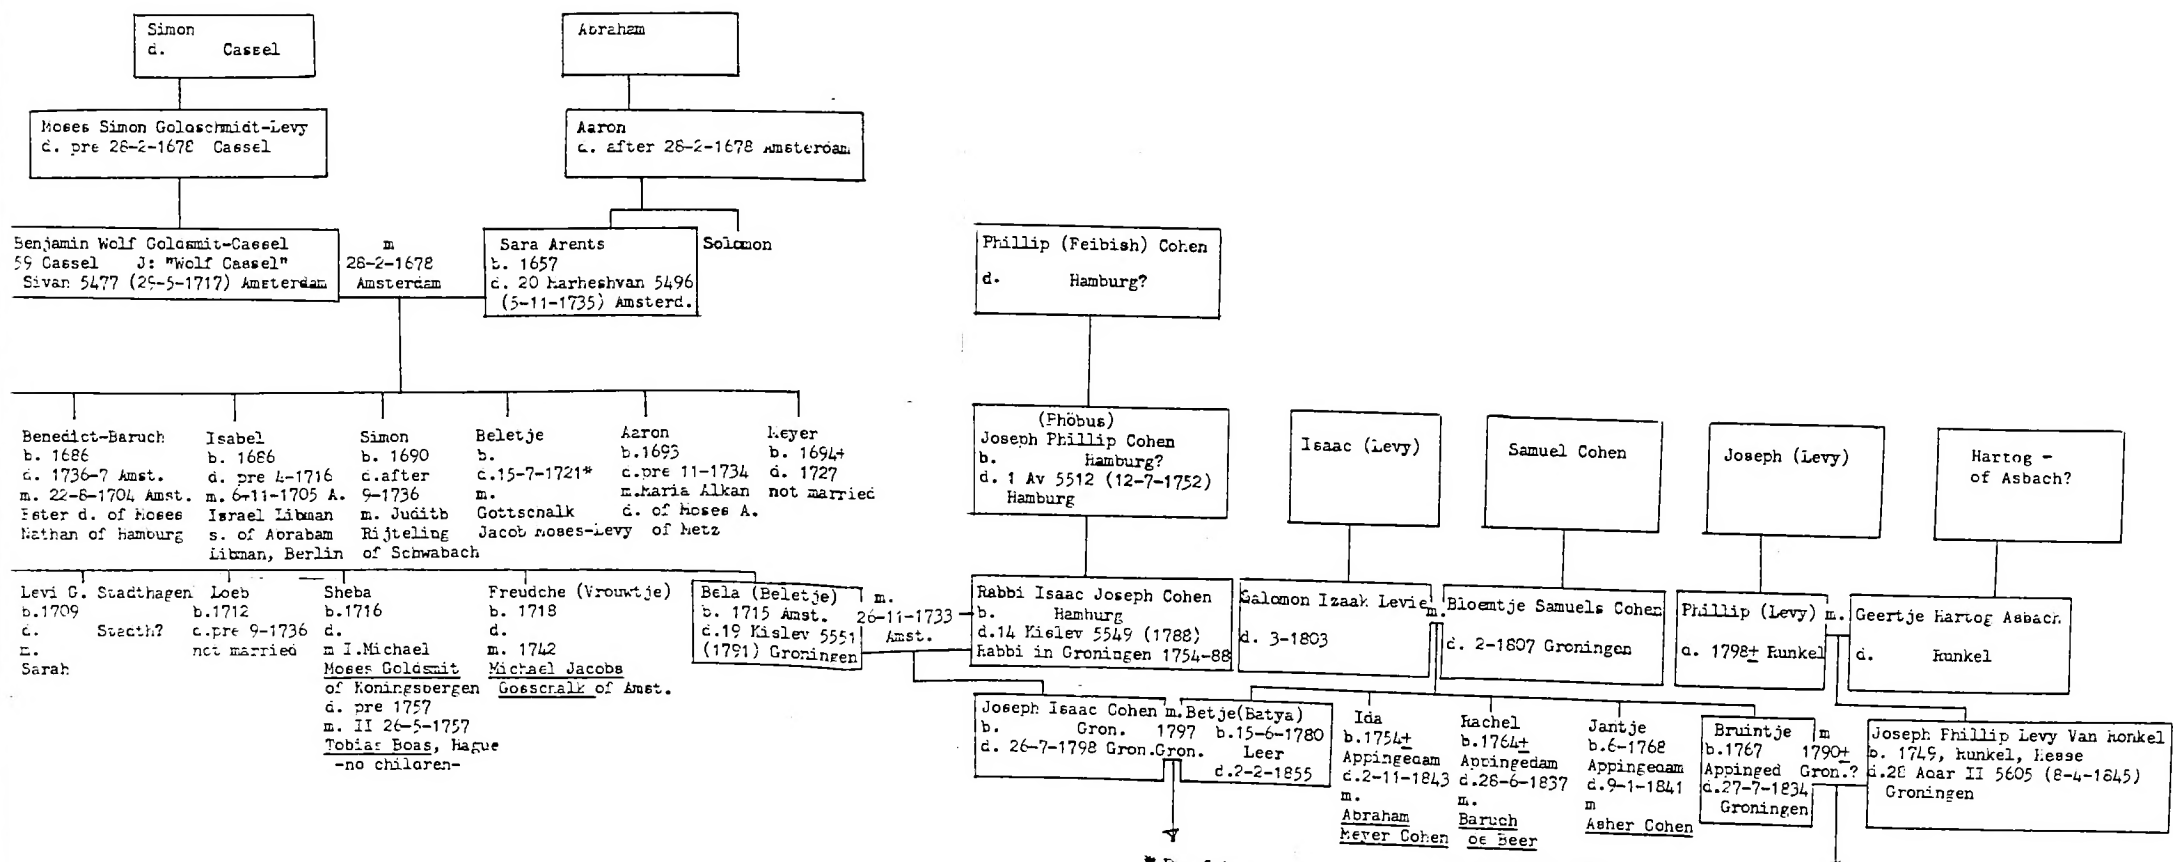 Simon
d. Cassel
Abraham
Moses Simon Goldschmidt-Levy
d. pre 28-2-1678 Cassel
Aaron
d. after 28-2-1678 Amsterdam
Benjamin Wolf Goldsmit-Cassel
59 Cassel J: "Wolf Cassel"
Sivan 5477 (29-5-1717) Amsterdam
m
28-2-1678
Amsterdam
Sara Arents
b. 1657
d. 20 Marheshvan 5496
(5-11-1735) Amsterd.
Solomon
Phillip (Feibish) Cohen
d. Hamburg?
Benedict-Baruch
b. 1686
d. 1736-7 Amst.
m. 22-8-1704 Amst.
Ester d. of Moses
Nathan of Hamburg
Isabel
b. 1686
d. pre 4-1716
m. 6-11-1705 A.
Israel Libman
s. of Abraham
Libman, Berlin
Simon
b. 1690
d.after
9-1736
m. Judith
Rijteling
of Schwabach
Beletje
b.
d.15-7-1721*
m.
Gottschalk
Jacob Moses-Levy
Aaron
b.1693
d.pre 11-1734
m.Maria Alkan
d. of Moses A.
of Metz
Meyer
b. 1694+
d. 1727
not married
(Phöbus)
Joseph Phillip Cohen
b. Hamburg?
d. 1 Av 5512 (12-7-1752)
Hamburg
Isaac (Levy)
Samuel Cohen
Joseph (Levy)
Hartog -
of Asbach?
Levi G. Stadthagen
b.1709
d. Stadth?
m.
Sarah
Loeb
b.1712
d.pre 9-1736
not married
Sheba
b.1716
d.
m I.Michael
Moses Goldsmit
of Koningsbergen
d. pre 1757
m. II 26-5-1757
Tobias Boas, Hague
-no children-
Freudche (Vrouwtje)
b. 1718
d.
m. 1742
Michael Jacobs
Gosschalk of Amst.
Bela (Beletje)
b. 1715 Amst.
d.19 Kislev 5551
(1791) Groningen
m.
26-11-1733
Amst.
Rabbi Isaac Joseph Cohen
b. Hamburg
d.14 Kislev 5549 (1788)
Rabbi in Groningen 1754-88
Salomon Izaak Levie
d. 3-1803
m.
Bloemtje Samuels Cohen
d. 2-1807 Groningen
Phillip (Levy)
d. 1798± Runkel
m.
Geertje Hartog Asbach
d. Runkel
Joseph Isaac Cohen
b. Gron.
d. 26-7-1798 Gron.
m.
1797
Gron.
Betje(Batya)
b.15-6-1780
Leer
d.2-2-1855
Ida
b.1754±
Appingedam
d.2-11-1843
m.
Abraham
Meyer Cohen
Rachel
b.1764±
Appingedam
d.28-6-1837
m.
Baruch
de Beer
Jantje
b.6-1768
Appingedam
d.9-1-1841
m
Asher Cohen
Bruintje
b.1767
Appinged
d.27-7-1834
Groningen
m
1790±
Gron.?
Joseph Phillip Levy Van Ronkel
b. 1749, Runkel, Hesse
d.28 Adar II 5605 (8-4-1845)
Groningen